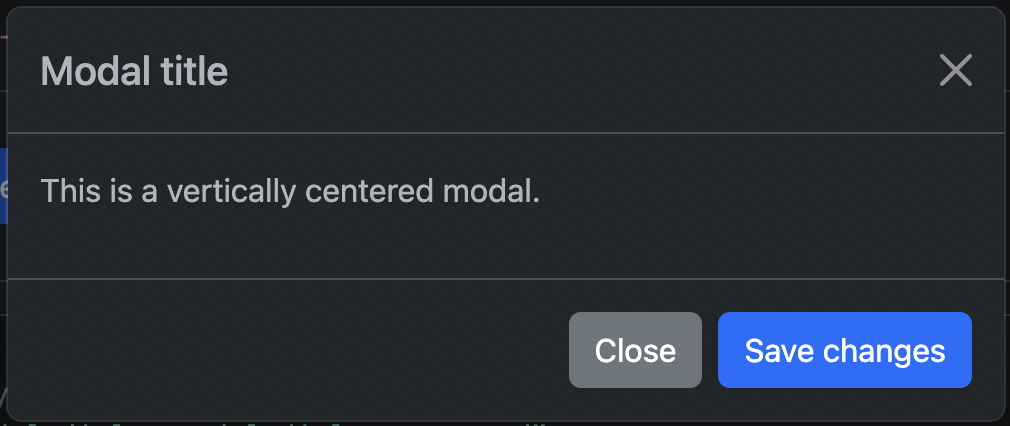 Modal title
This is a vertically centered modal.
Close
Save changes